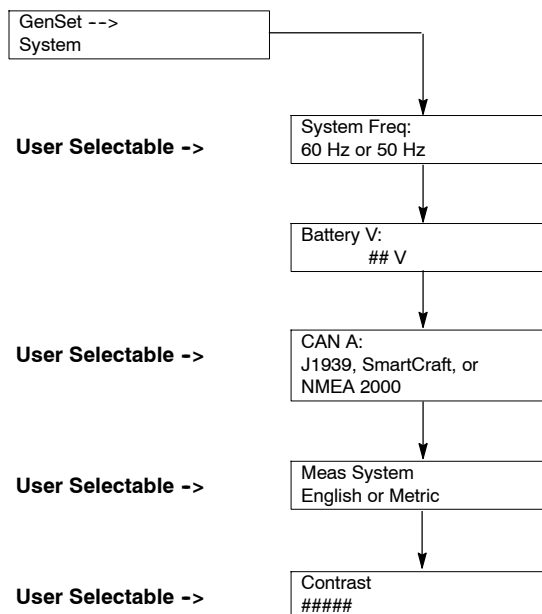 GenSet -->
System
System Freq:
User Selectable ->
60 Hz or 50 Hz
Battery V:
## V
CAN A:
User Selectable ->
J1939, SmartCraft, or
NMEA 2000
Meas System
User Selectable ->
English or Metric
Contrast
User Selectable ->
#####